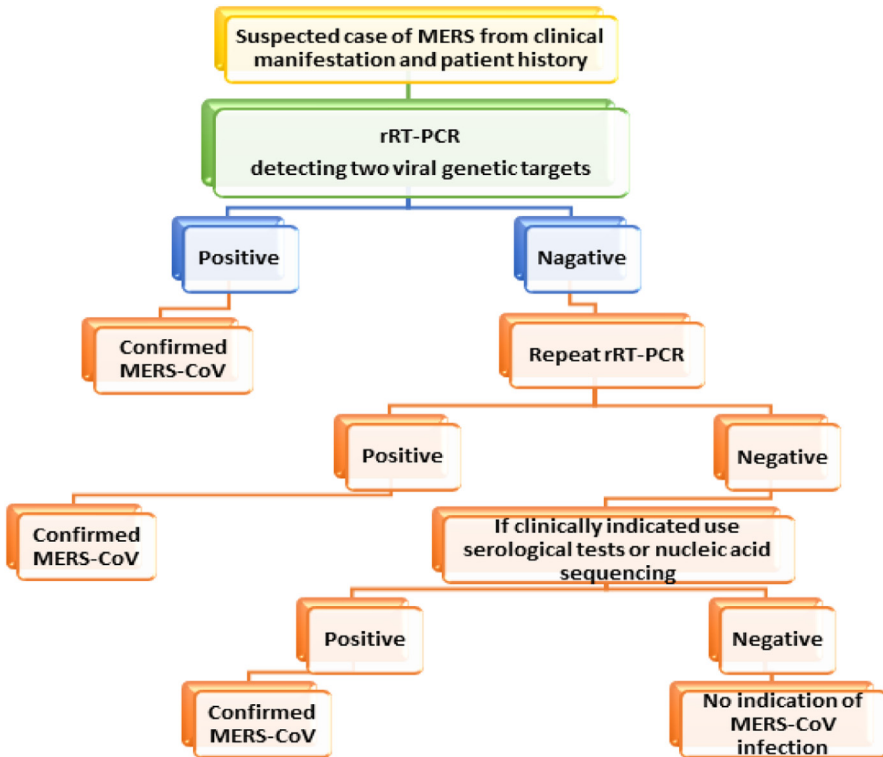 Suspected case of MERS from clinical
manifestation and patient history
rRT-PCR
detecting two viral genetic targets
Positive
Nagative
Confirmed
MERS-CoV
Repeat rRT-PCR
Positive
Negative
Confirmed
MERS-CoV
If clinically indicated use
serological tests or nucleic acid
sequencing
Positive
Negative
Confirmed
MERS-CoV
No indication of
MERS-CoV
infection